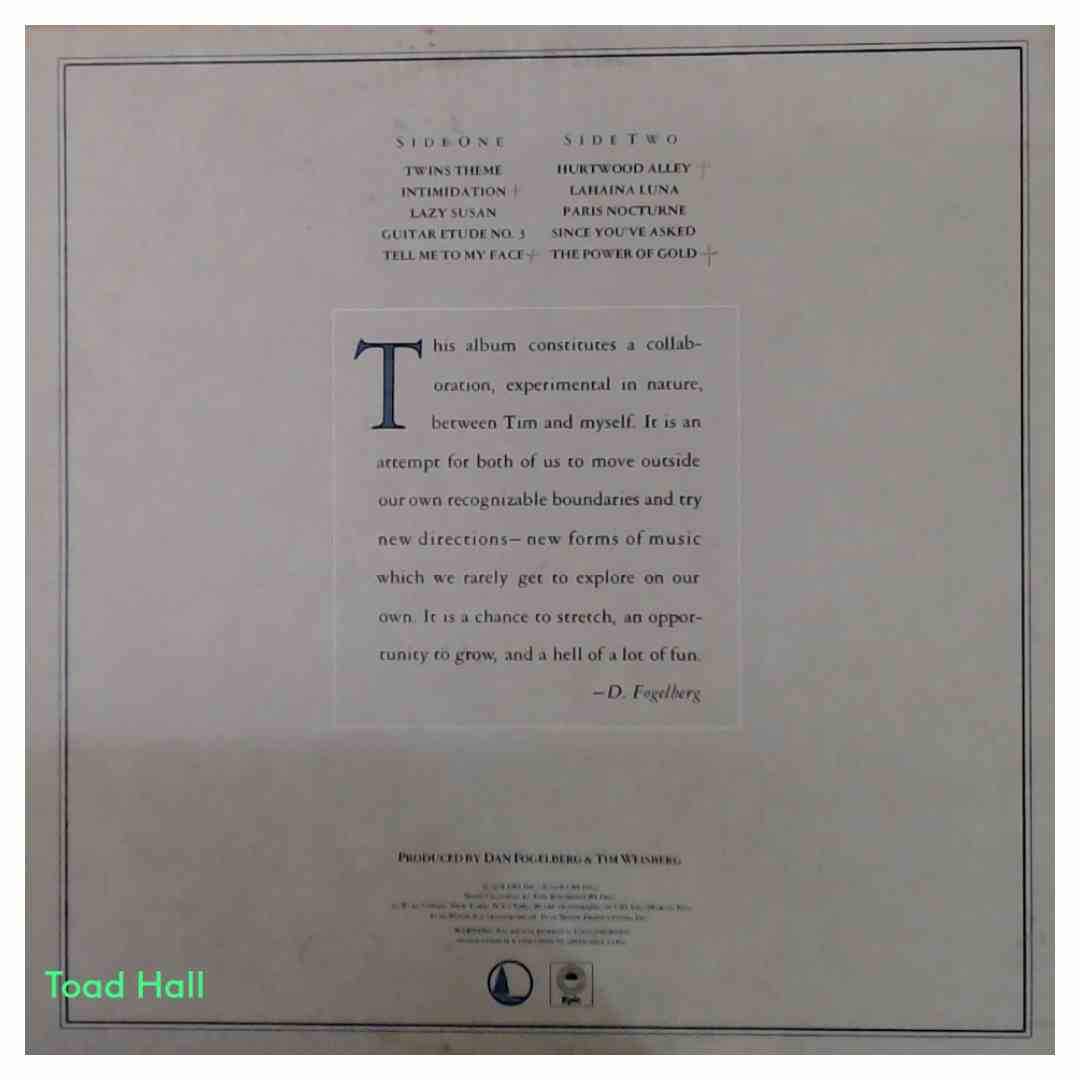 SIDE ONE
TWINS THEME
INTIMIDATION
LAZY SUSAN
GUITAR ETUDE NO. 3
TELL ME TO MY FACE
SIDE TWO
HURTWOOD ALLEY
LAHAINA LUNA
PARIS NOCTURNE
SINCE YOU'VE ASKED
THE POWER OF GOLD
This album constitutes a collab-
oration, experimental in nature,
between Tim and myself. It is an
attempt for both of us to move outside
our own recognizable boundaries and try
new directions— new forms of music
which we rarely get to explore on our
own. It is a chance to stretch, an oppor-
tunity to grow, and a hell of a lot of fun.
—D. Fogelberg
PRODUCED BY DAN FOGELBERG & TIM WEISBERG
Epic
Toad Hall